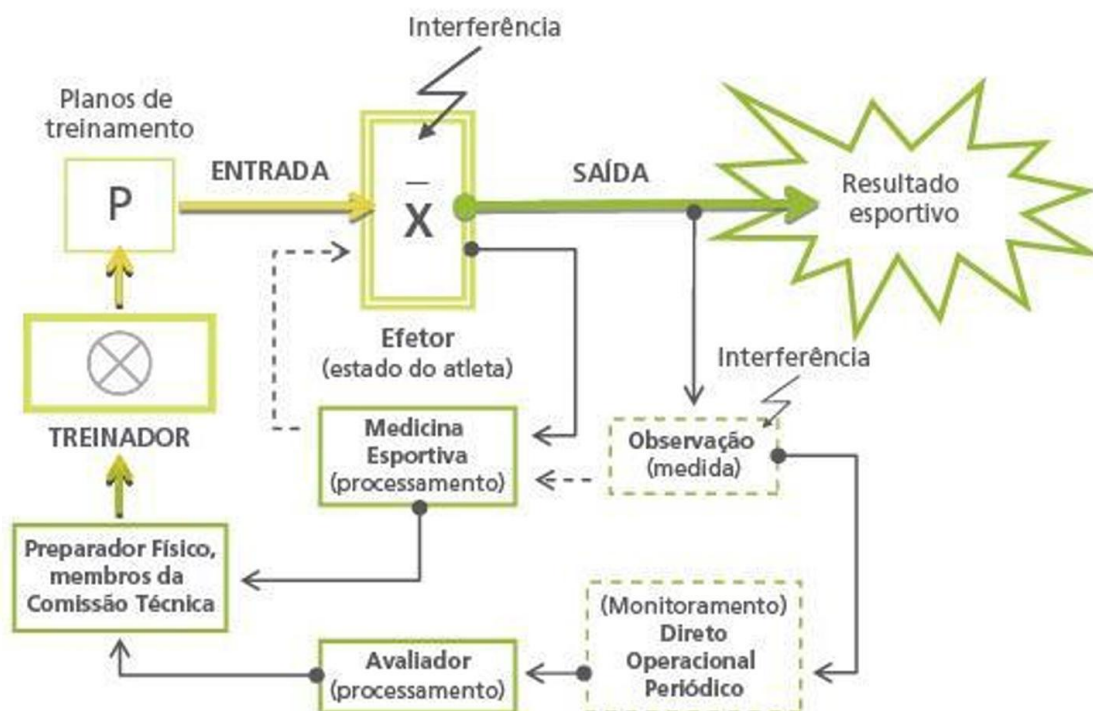 Interferência
Planos de
treinamento
P
ENTRADA
X
SAÍDA
Resultado
esportivo
Efetor
(estado do atleta)
Interferência
TREINADOR
Medicina
Esportiva
(processamento)
Observação
(medida)
Preparador Físico,
membros da
Comissão Técnica
(Monitoramento)
Direto
Operacional
Periódico
Avaliador
(processamento)